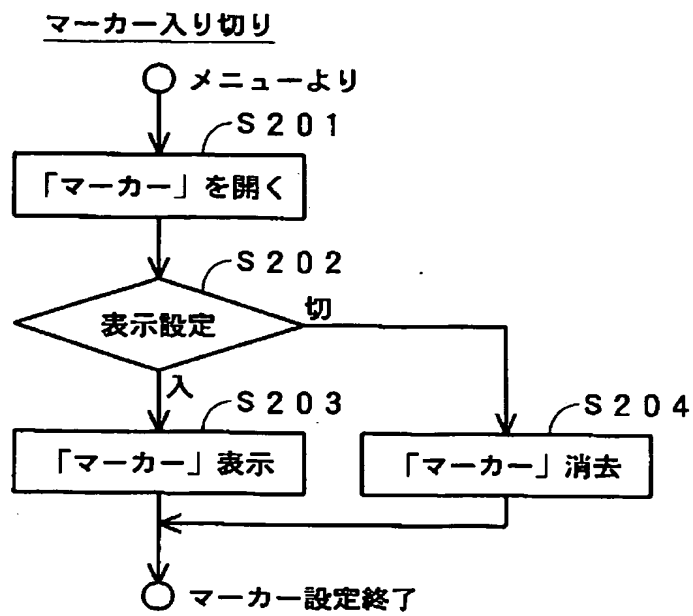 マーカー入り切り
メニューより
S201
「マーカー」を開く
S202
表示設定
切
入
S203
「マーカー」表示
S204
「マーカー」消去
マーカー設定終了